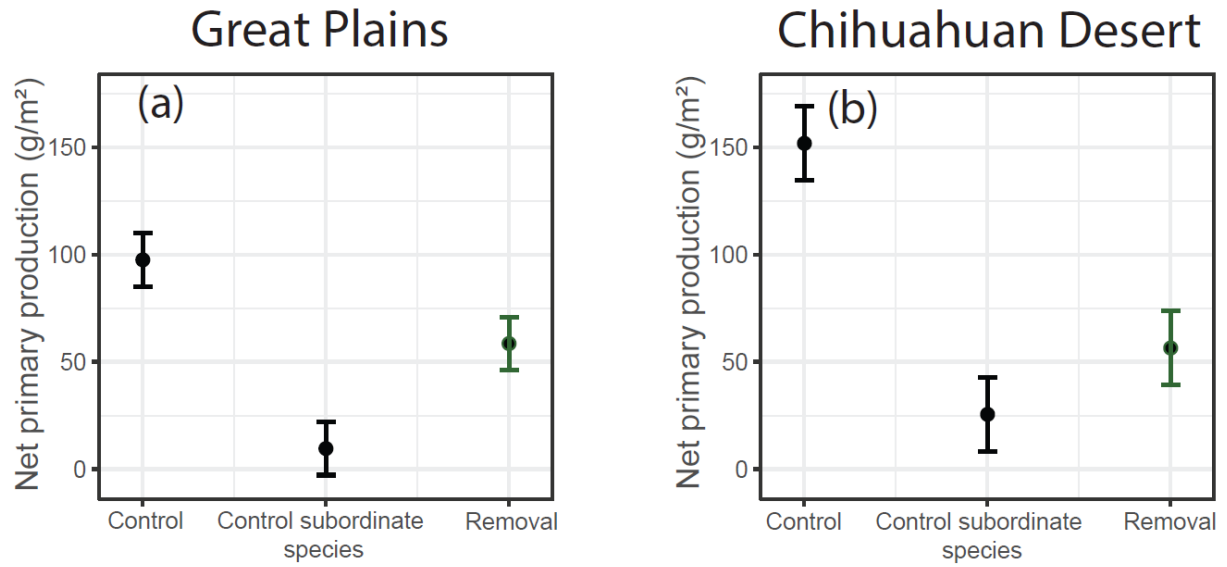 Great Plains
(a)
Net primary production (g/m²)
150
100
50
0
Control
Control subordinate
species
Removal
Chihuahuan Desert
(b)
Net primary production (g/m²)
150
100
50
0
Control
Control subordinate
species
Removal